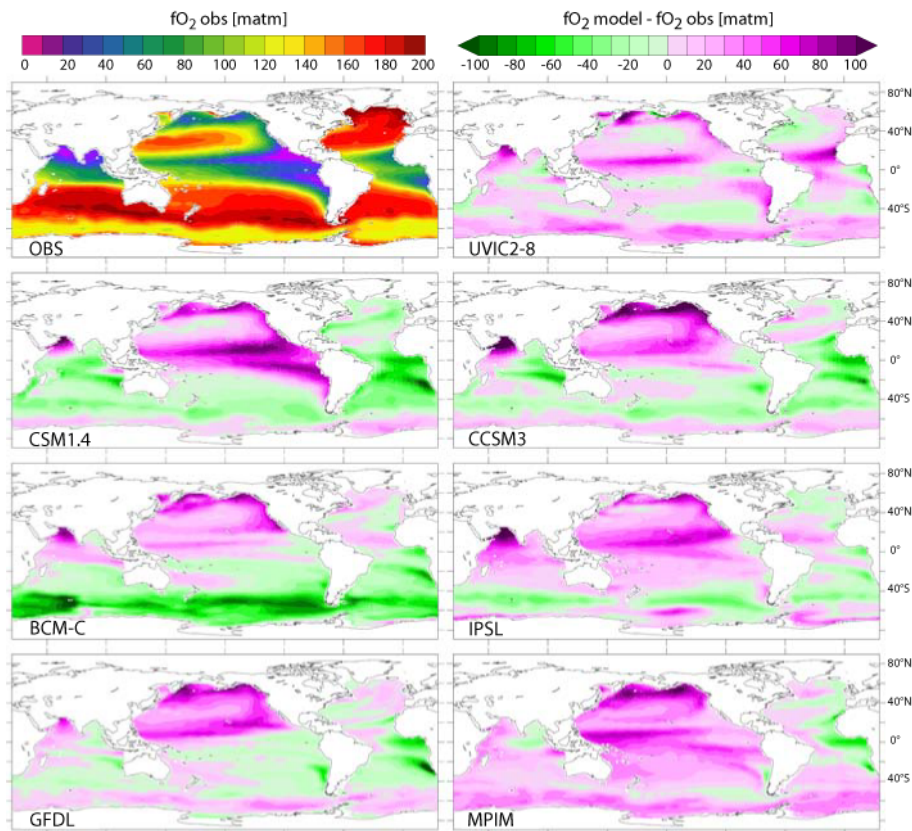 fO₂ obs [matm]
fO₂ model - fO₂ obs [matm]
0 20 40 60 80 100 120 140 160 180 200
-100 -80 -60 -40 -20 0 20 40 60 80 100
80°N
40°N
0°
40°S
OBS
UVIC2-8
80°N
40°N
0°
40°S
CSM1.4
CCSM3
80°N
40°N
0°
40°S
BCM-C
IPSL
80°N
40°N
0°
40°S
GFDL
MPIM